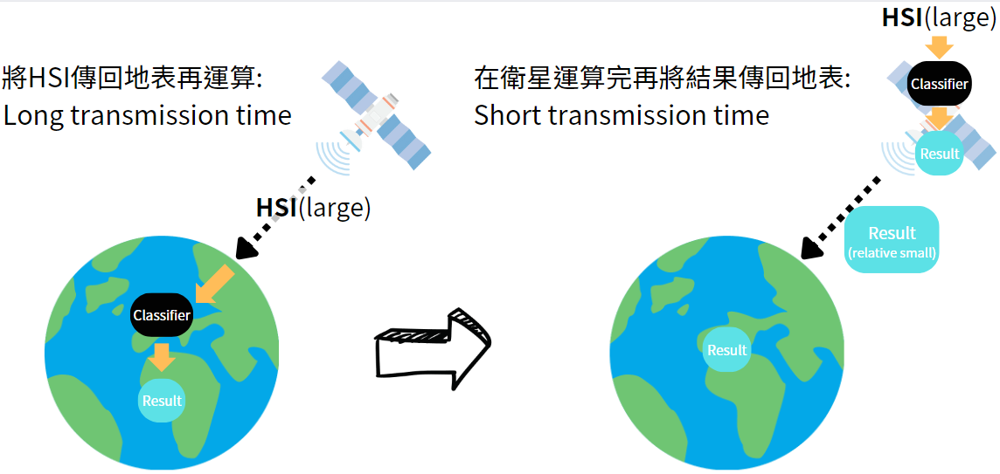 將HSI傳回地表再運算:
Long transmission time
HSI(large)
Classifier
Result
在衛星運算完再將結果傳回地表:
Short transmission time
HSI(large)
Classifier
Result
Result
(relative small)
Result